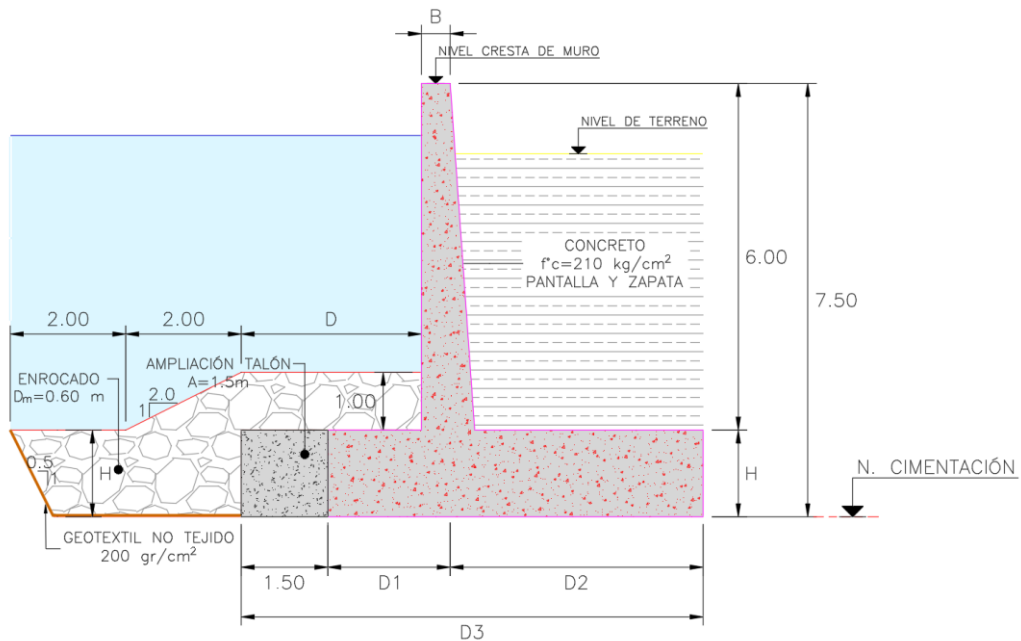 B
NIVEL CRESTA DE MURO
NIVEL DE TERRENO
CONCRETO
f'c=210 kg/cm²
PANTALLA Y ZAPATA
6.00
7.50
2.00
2.00
D
AMPLIACIÓN TALÓN
A=1.5m
ENROCADO
Dm=0.60 m
2.0
1
1.00
0.5
1
H
H
N. CIMENTACIÓN
GEOTEXTIL NO TEJIDO
200 gr/cm²
1.50
D1
D2
D3